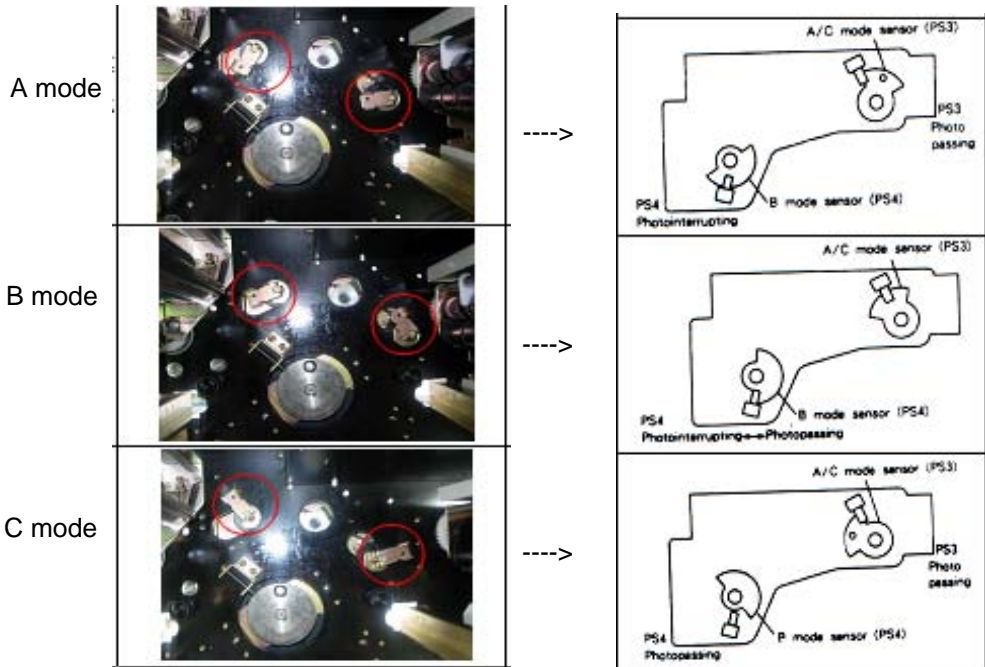 A mode
---->
A/C mode sensor (PS3)
PS3
Photo
passing
B mode sensor (PS4)
PS4
Photointerrupting
B mode
---->
A/C mode sensor (PS3)
B mode sensor (PS4)
PS4
Photointerrupting↔Photopassing
C mode
---->
A/C mode sensor (PS3)
PS3
Photo
passing
B mode sensor (PS4)
PS4
Photopassing